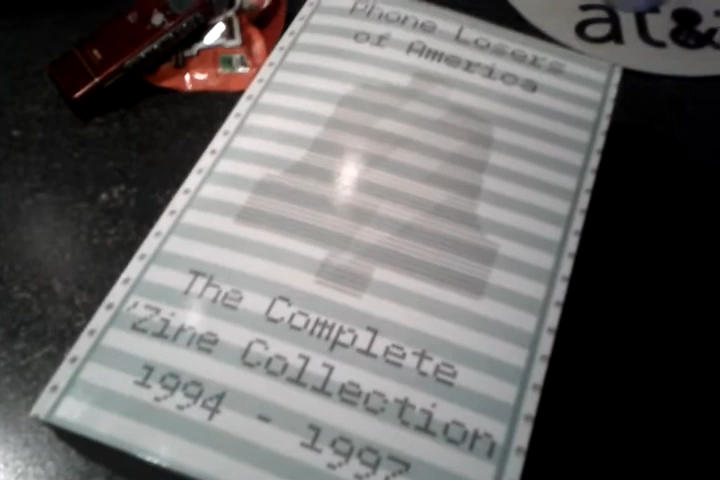 Phone Losers
of America
at&t
The Complete
'Zine Collection
1994 - 1997